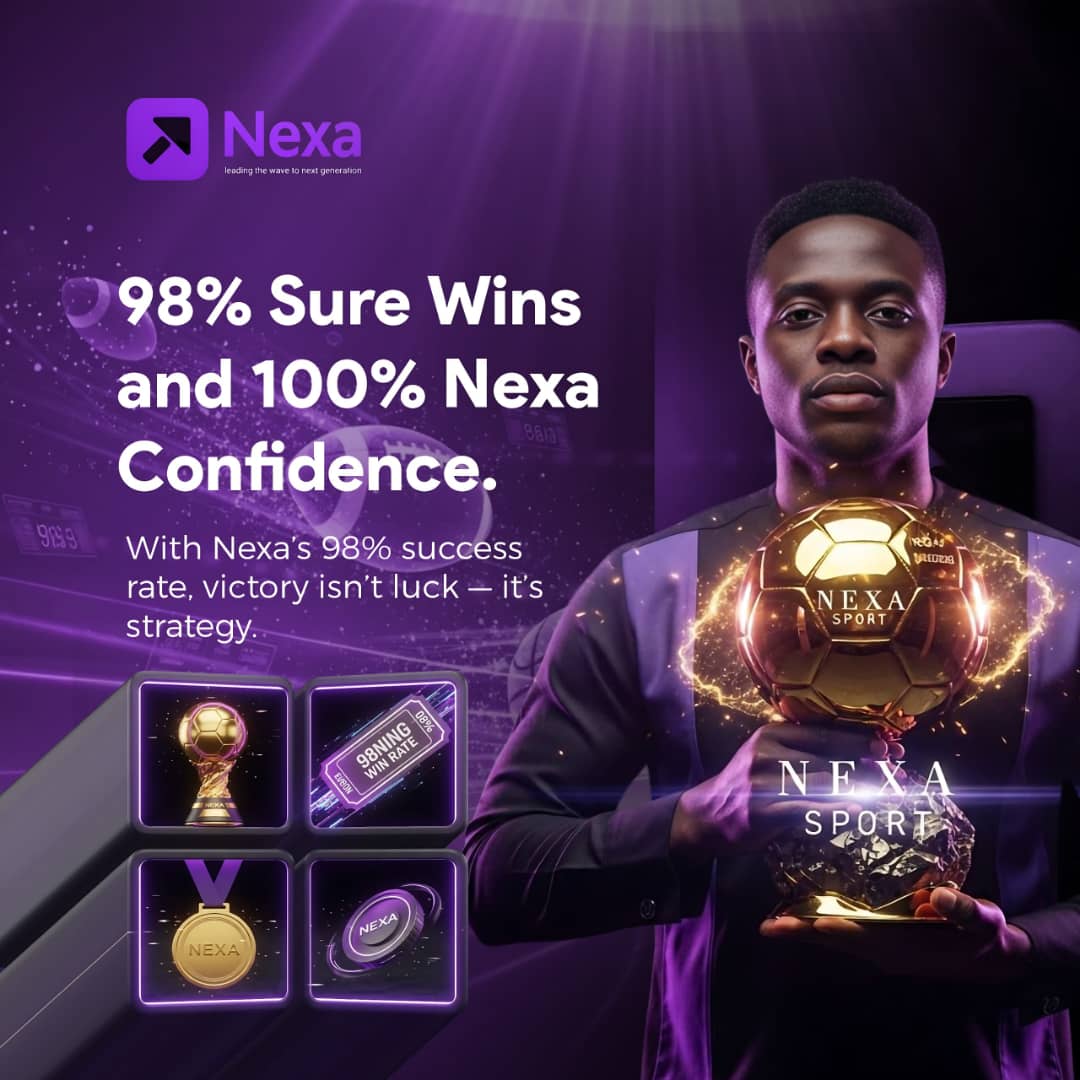 Nexa
leading the wave to next generation
98% Sure Wins
and 100% Nexa
Confidence.
With Nexa's 98% success
rate, victory isn't luck — it's
strategy.
NEXA
SPORT
NEXA
SPORT
NEXA
98NING
WIN RATE
NEXA
NEXA